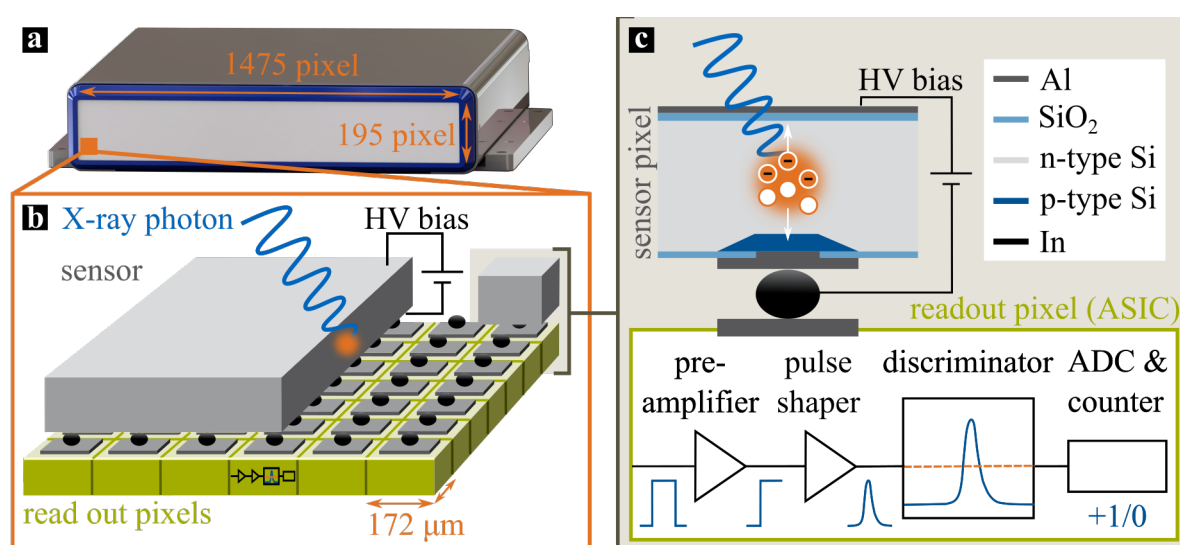 a
1475 pixel
195 pixel
b X-ray photon
HV bias
sensor
read out pixels
172 μm
c
HV bias
sensor pixel
Al
SiO₂
n-type Si
p-type Si
In
readout pixel (ASIC)
pre-
amplifier
pulse
shaper
discriminator
ADC &
counter
+1/0